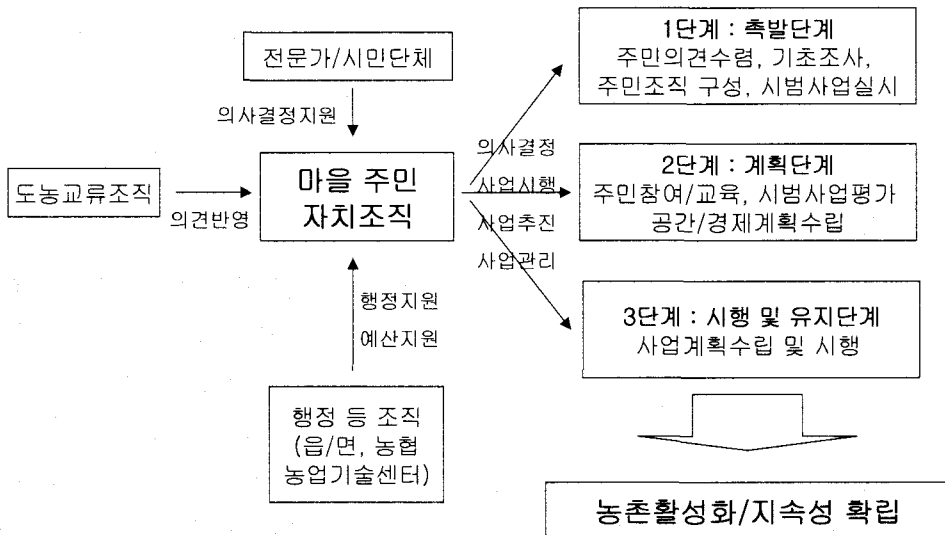 전문가/시민단체
의사결정지원
도농교류조직
의견반영
마을 주민
자치조직
행정지원
예산지원
행정 등 조직
(읍/면, 농협
농업기술센터)
의사결정
사업시행
사업추진
사업관리
1단계 : 촉발단계
주민의견수렴, 기초조사,
주민조직 구성, 시범사업실시
2단계 : 계획단계
주민참여/교육, 시범사업평가
공간/경제계획수립
3단계 : 시행 및 유지단계
사업계획수립 및 시행
농촌활성화/지속성 확립